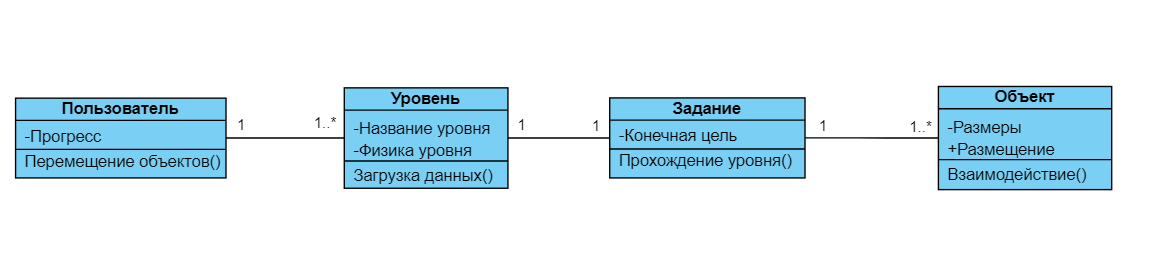 Пользователь
-Прогресс
Перемещение объектов()
1
1..*
Уровень
-Название уровня
-Физика уровня
Загрузка данных()
1
1
Задание
-Конечная цель
Прохождение уровня()
1
1..*
Объект
-Размеры
+Размещение
Взаимодействие()